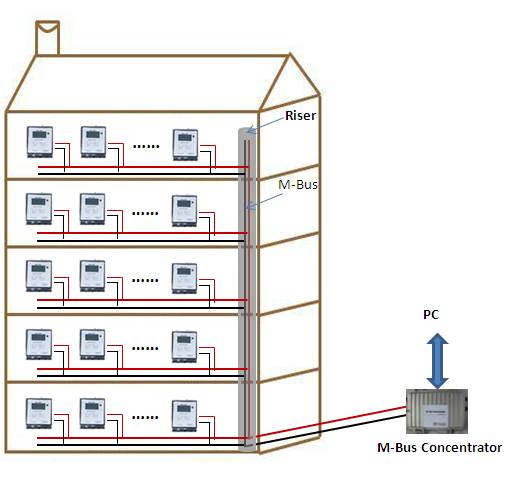 Riser
......
M-Bus
......
......
PC
......
......
M-Bus Concentrator